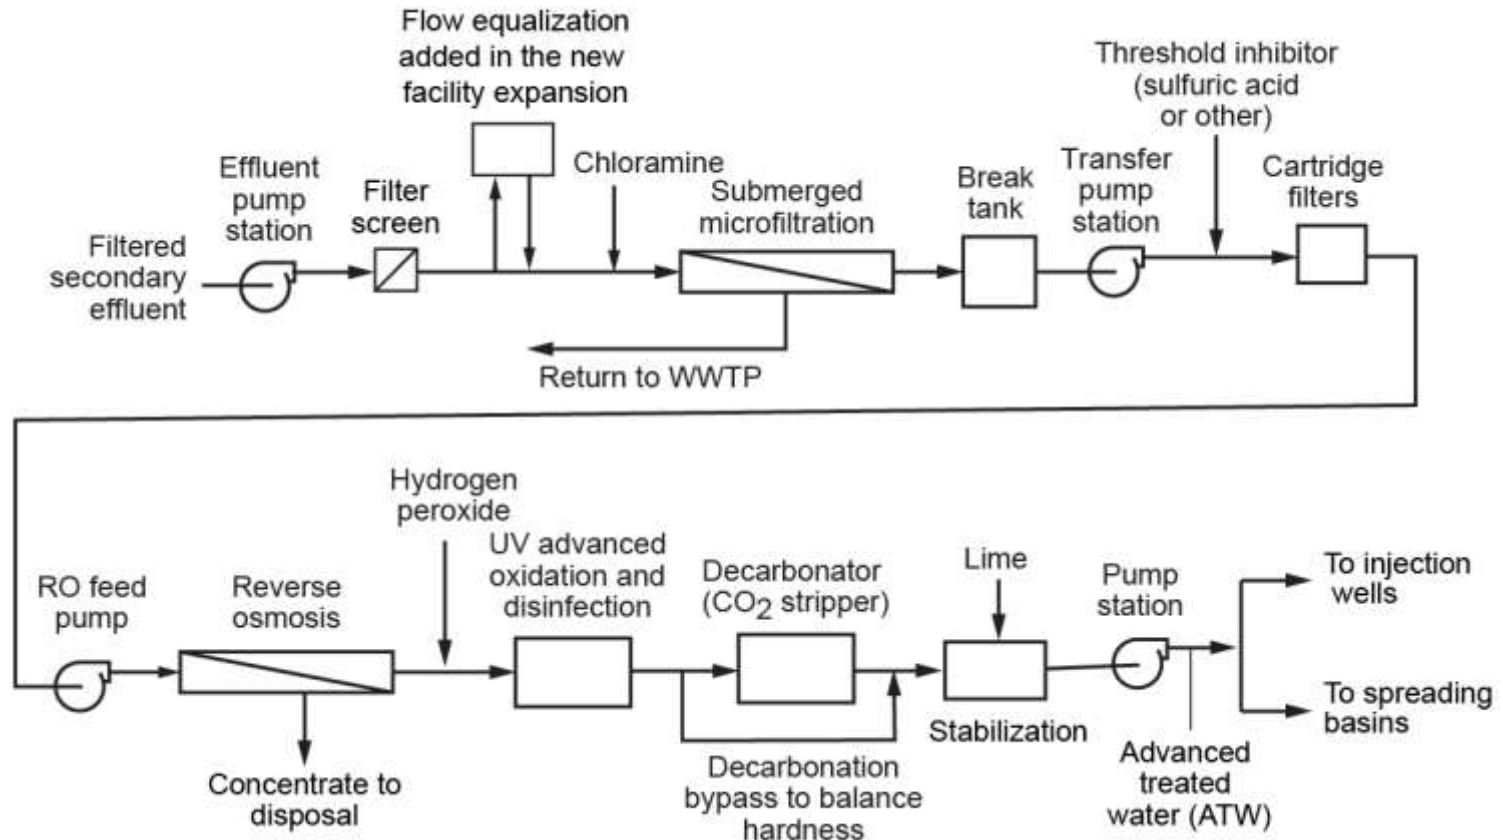 Flow equalization
added in the new
facility expansion
Threshold inhibitor
(sulfuric acid
or other)
Effluent
pump
station
Filter
screen
Chloramine
Submerged
microfiltration
Break
tank
Transfer
pump
station
Cartridge
filters
Filtered
secondary
effluent
Return to WWTP
Hydrogen
peroxide
RO feed
pump
Reverse
osmosis
UV advanced
oxidation and
disinfection
Decarbonator
(CO2 stripper)
Lime
Pump
station
To injection
wells
To spreading
basins
Stabilization
Concentrate to
disposal
Decarbonation
bypass to balance
hardness
Advanced
treated
water (ATW)